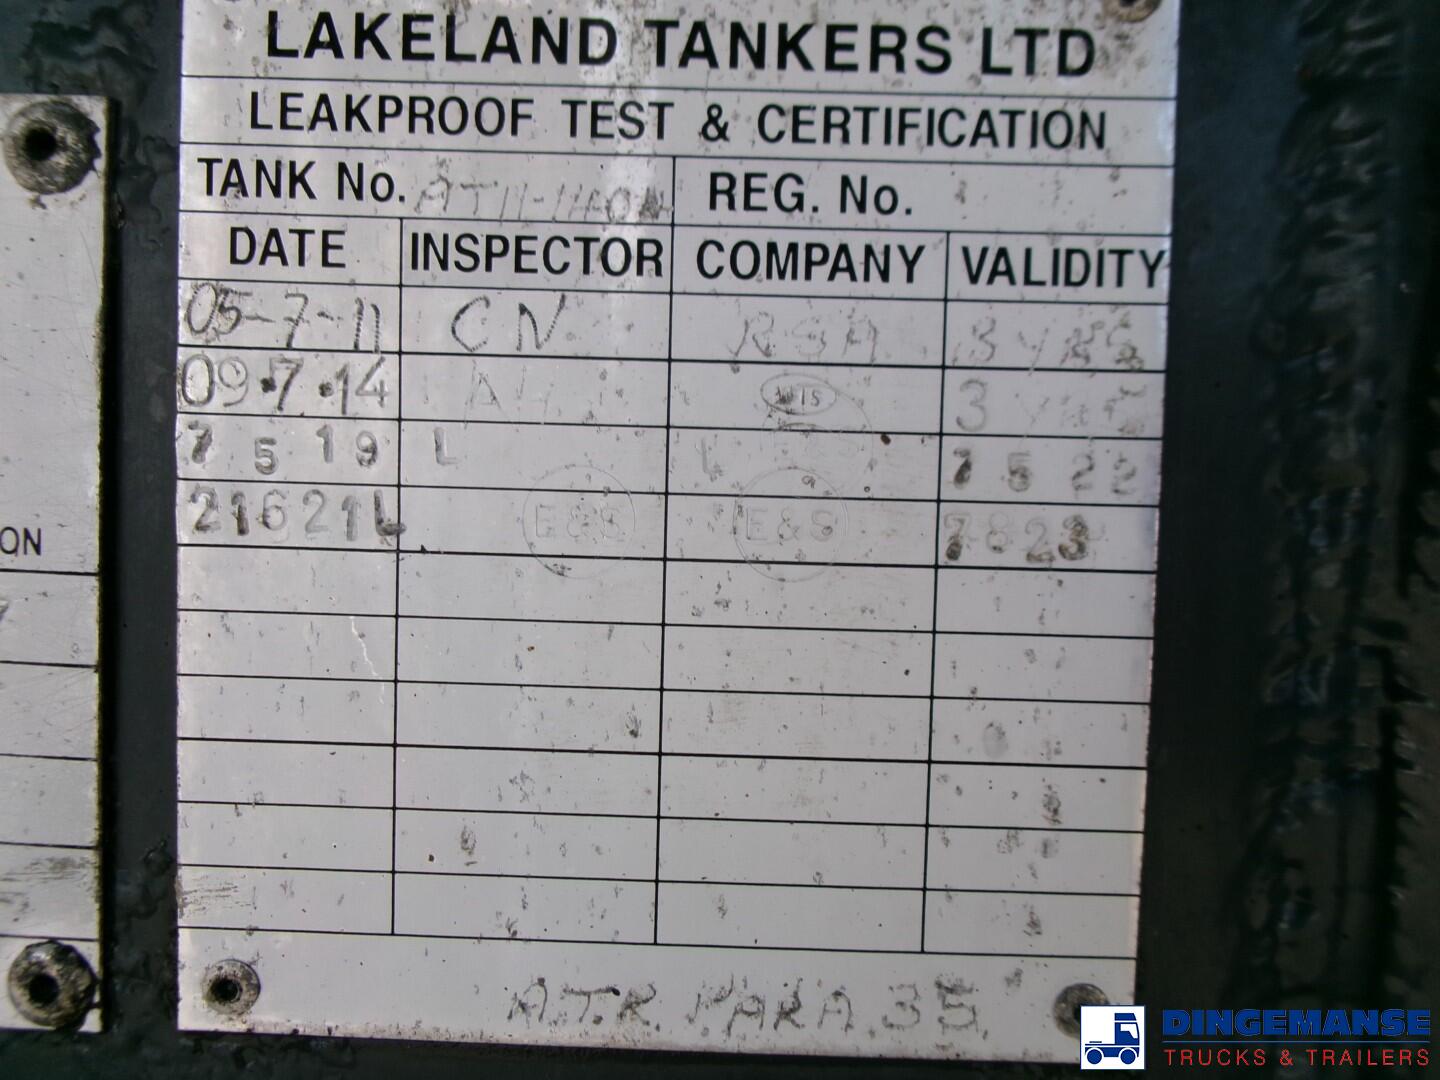 LAKELAND TANKERS LTD
LEAKPROOF TEST & CERTIFICATION
TANK No. REG. No.
DATE INSPECTOR COMPANY VALIDITY
05-7-11 CN RSA 3 YRS
09.7.14 3 YRS
7 5 19 L L 7 5 22
21621L E&S E&S 23
ON
A.T.R. PARA 35
DINGEMANSE
TRUCKS & TRAILERS